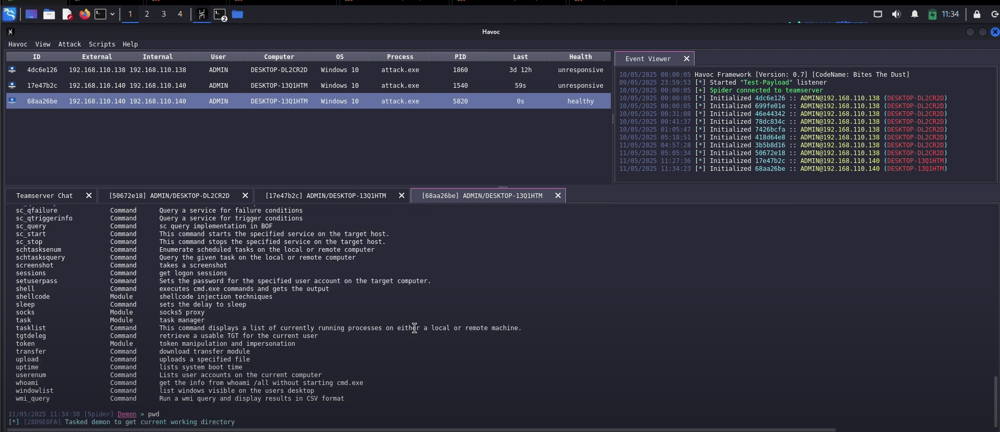 1 2 3 4 2 11:34
Havoc
Havoc View Attack Scripts Help
ID External Internal User Computer OS Process PID Last Health
4dc6e126 192.168.110.138 192.168.110.138 ADMIN DESKTOP-DL2CR2D Windows 10 attack.exe 1860 3d 12h unresponsive
17e47b2c 192.168.110.140 192.168.110.140 ADMIN DESKTOP-13Q1HTM Windows 10 attack.exe 1540 59s unresponsive
68aa26be 192.168.110.140 192.168.110.140 ADMIN DESKTOP-13Q1HTM Windows 10 attack.exe 5820 0s healthy
Event Viewer
10/05/2025 00:00:05 Havoc Framework [Version: 0.7] [CodeName: Bites The Dust]
09/05/2025 23:59:53 [*] Started "Test-Payload" listener
10/05/2025 00:00:05 [+] 5pider connected to teamserver
10/05/2025 00:00:05 [*] Initialized 4dc6e126 :: ADMIN@192.168.110.138 (DESKTOP-DL2CR2D)
10/05/2025 00:00:05 [*] Initialized 699fe01e :: ADMIN@192.168.110.138 (DESKTOP-DL2CR2D)
10/05/2025 00:31:08 [*] Initialized 46e44342 :: ADMIN@192.168.110.138 (DESKTOP-DL2CR2D)
10/05/2025 00:41:37 [*] Initialized 78dc834c :: ADMIN@192.168.110.138 (DESKTOP-DL2CR2D)
10/05/2025 01:05:47 [*] Initialized 7426bcfa :: ADMIN@192.168.110.138 (DESKTOP-DL2CR2D)
10/05/2025 05:18:51 [*] Initialized 418d64e8 :: ADMIN@192.168.110.138 (DESKTOP-DL2CR2D)
11/05/2025 04:57:28 [*] Initialized 3b5b8d16 :: ADMIN@192.168.110.138 (DESKTOP-DL2CR2D)
11/05/2025 05:05:34 [*] Initialized 50672e18 :: ADMIN@192.168.110.138 (DESKTOP-DL2CR2D)
11/05/2025 11:27:36 [*] Initialized 17e47b2c :: ADMIN@192.168.110.140 (DESKTOP-13Q1HTM)
11/05/2025 11:34:23 [*] Initialized 68aa26be :: ADMIN@192.168.110.140 (DESKTOP-13Q1HTM)
Teamserver Chat [50672e18] ADMIN/DESKTOP-DL2CR2D [17e47b2c] ADMIN/DESKTOP-13Q1HTM [68aa26be] ADMIN/DESKTOP-13Q1HTM
sc_qfailure Command Query a service for failure conditions
sc_qtriggerinfo Command Query a service for trigger conditions
sc_query Command sc query implementation in BOF
sc_start Command This command starts the specified service on the target host.
sc_stop Command This command stops the specified service on the target host.
schtasksenum Command Enumerate scheduled tasks on the local or remote computer
schtasksquery Command Query the given task on the local or remote computer
screenshot Command takes a screenshot
sessions Command get logon sessions
setuserpass Command Sets the password for the specified user account on the target computer.
shell Command executes cmd.exe commands and gets the output
shellcode Module shellcode injection techniques
sleep Command sets the delay to sleep
socks Module socks5 proxy
task Module task manager
tasklist Command This command displays a list of currently running processes on either a local or remote machine.
tgtdeleg Command retrieve a usable TGT for the current user
token Module token manipulation and impersonation
transfer Command download transfer module
upload Command uploads a specified file
uptime Command lists system boot time
userenum Command Lists user accounts on the current computer
whoami Command get the info from whoami /all without starting cmd.exe
windowlist Command list windows visible on the users desktop
wmi_query Command Run a wmi query and display results in CSV format
11/05/2025 11:34:38 [5pider] Demon » pwd
[*] [28D9E0FA] Tasked demon to get current working directory